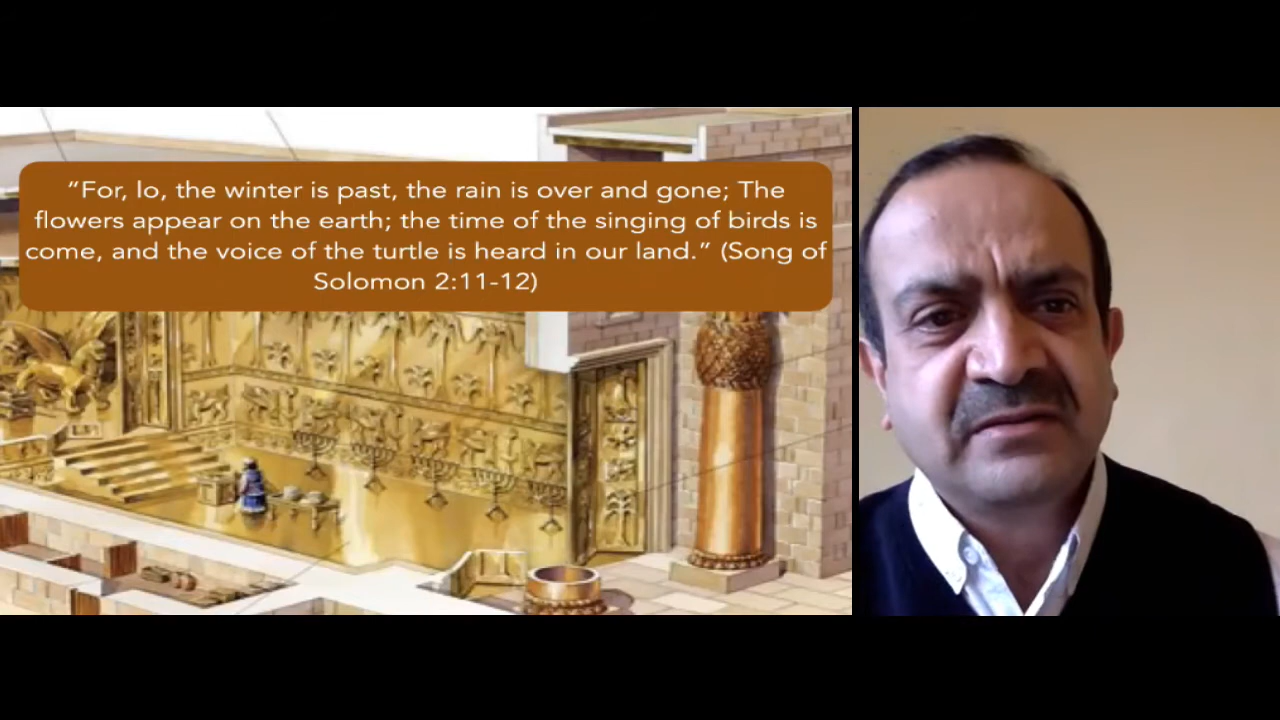 “For, lo, the winter is past, the rain is over and gone; The
flowers appear on the earth; the time of the singing of birds is
come, and the voice of the turtle is heard in our land.” (Song of
Solomon 2:11-12)